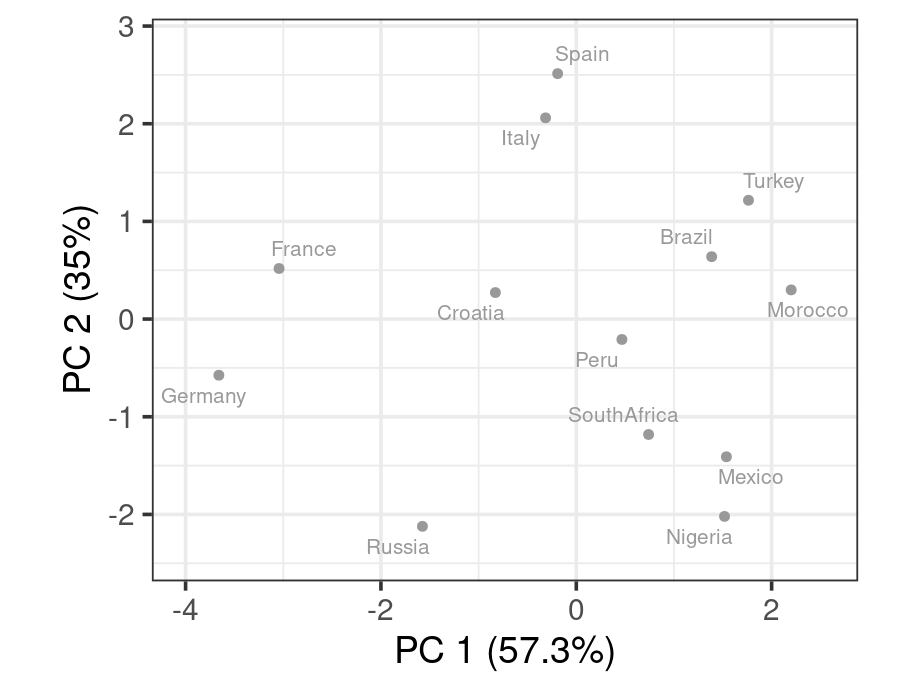 3
Spain
2
Italy
Turkey
1
Brazil
France
Morocco
0
Croatia
Peru
Germany
-1
SouthAfrica
Mexico
-2
Nigeria
Russia
-4 -2 0 2
PC 1 (57.3%)
PC 2 (35%)